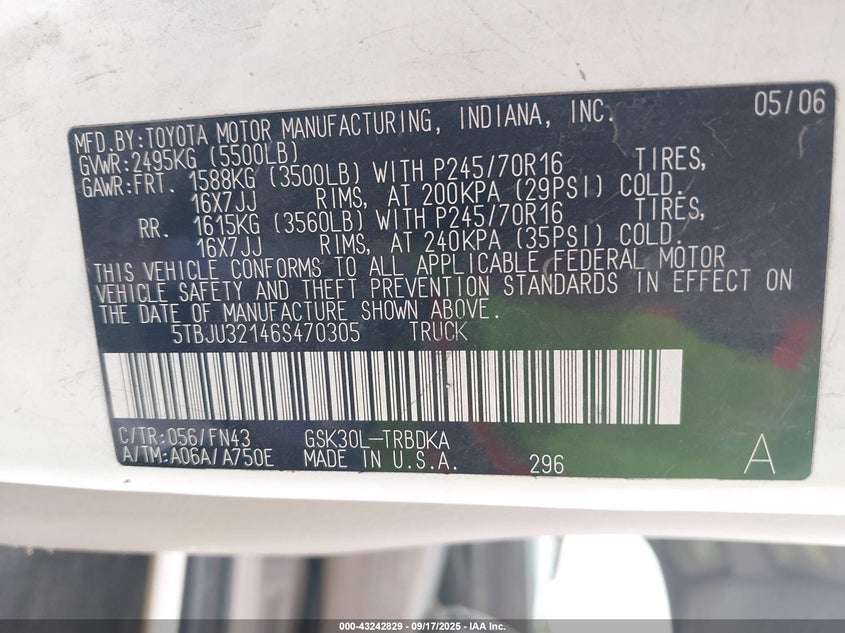 05/06
MFD.BY:TOYOTA MOTOR MANUFACTURING, INDIANA, INC.
GVWR:2495KG (5500LB)
GAWR:FRT. 1588KG (3500LB) WITH P245/70R16 TIRES,
16X7JJ RIMS, AT 200KPA (29PSI) COLD.
RR. 1615KG (3560LB) WITH P245/70R16 TIRES,
16X7JJ RIMS, AT 240KPA (35PSI) COLD.
THIS VEHICLE CONFORMS TO ALL APPLICABLE FEDERAL MOTOR
VEHICLE SAFETY AND THEFT PREVENTION STANDARDS IN EFFECT ON
THE DATE OF MANUFACTURE SHOWN ABOVE.
5TBJU32146S470305 TRUCK
C/TR:056/FN43 GSK30L-TRBDKA
A/TM:A06A/A750E MADE IN U.S.A. 296 A
000-43242829 - 09/17/2025 - IAA Inc.